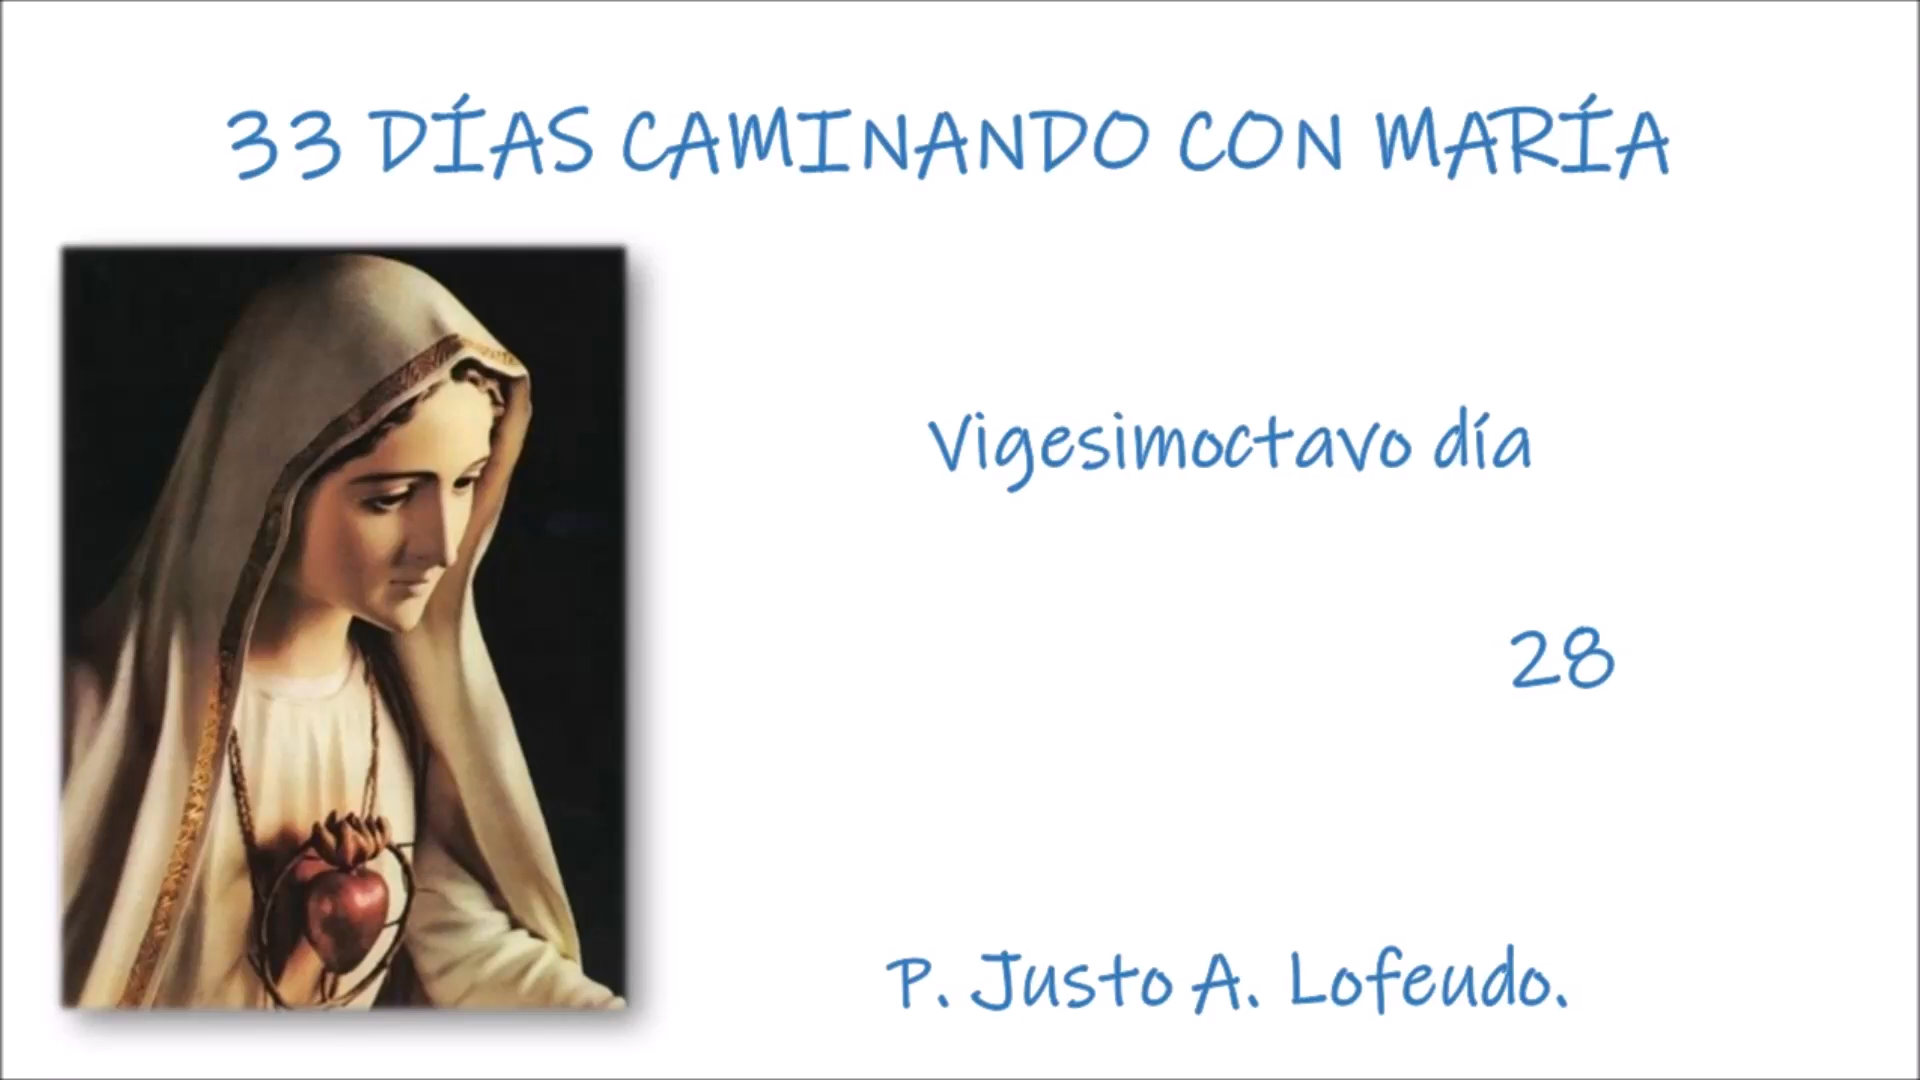 33 DÍAS CAMINANDO CON MARÍA
Vigesimoctavo día
28
P. Justo A. Lofeudo.